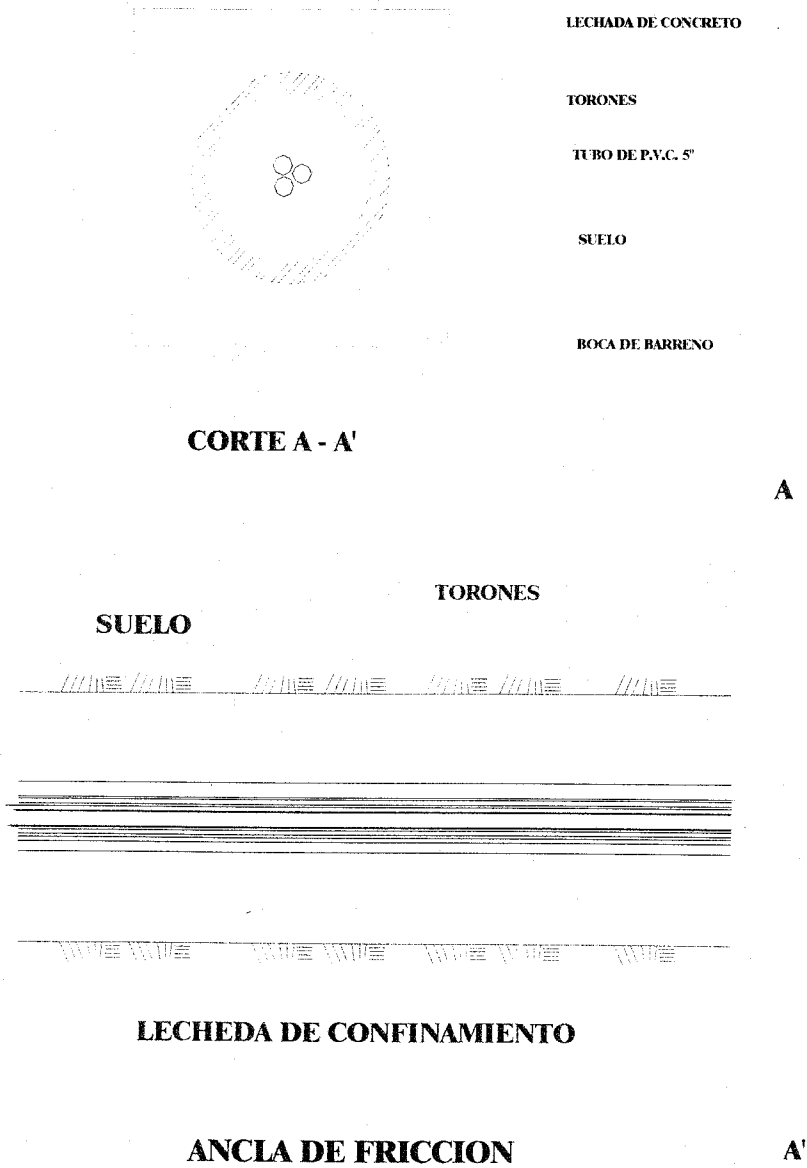 LECHADA DE CONCRETO
TORONES
TUBO DE P.V.C. 5"
SUELO
BOCA DE BARRENO
CORTE A - A'
A
TORONES
SUELO
LECHEDA DE CONFINAMIENTO
ANCLA DE FRICCION
A'